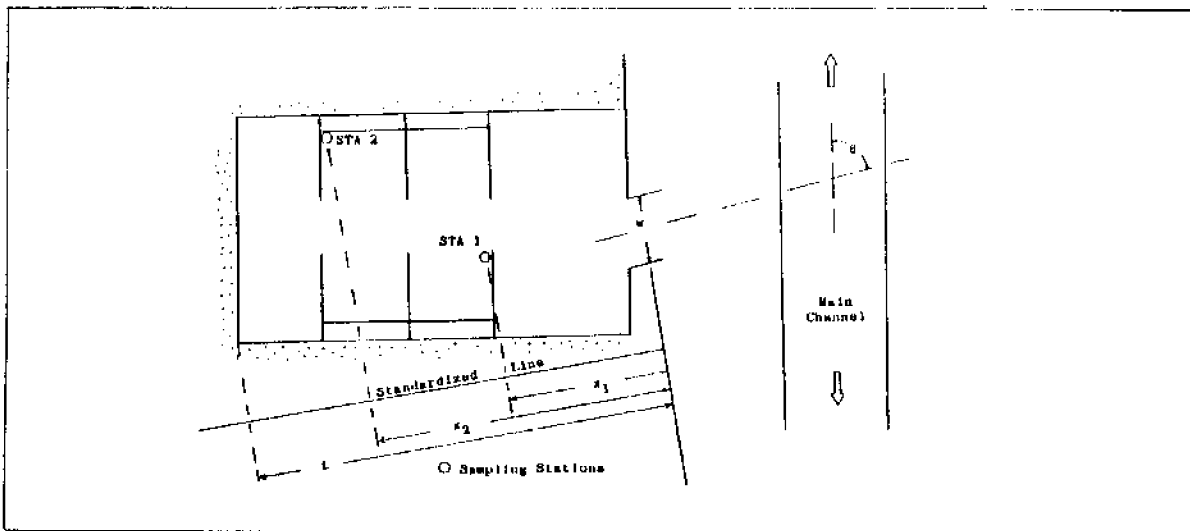 STA 2
θ
STA 1
w
Main
Channel
Standardized Line
x₁
x₂
L
Sampling Stations